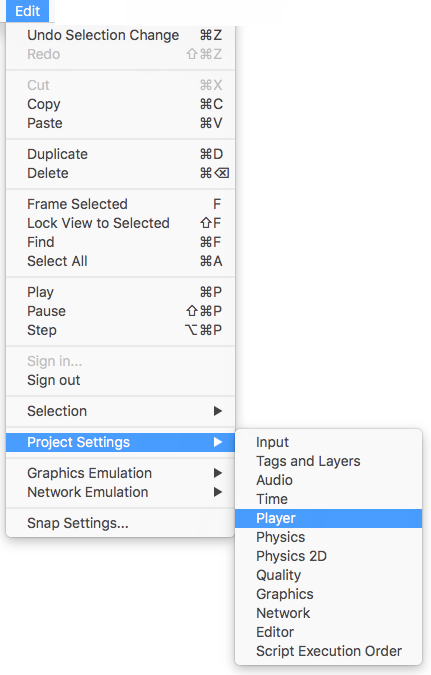 Edit
Undo Selection Change ⌘Z
Redo ⇧⌘Z
Cut ⌘X
Copy ⌘C
Paste ⌘V
Duplicate ⌘D
Delete ⌘⌫
Frame Selected F
Lock View to Selected ⇧F
Find ⌘F
Select All ⌘A
Play ⌘P
Pause ⇧⌘P
Step ⌥⌘P
Sign in...
Sign out
Selection ▶
Project Settings ▶
Graphics Emulation ▶
Network Emulation ▶
Snap Settings...
Input
Tags and Layers
Audio
Time
Player
Physics
Physics 2D
Quality
Graphics
Network
Editor
Script Execution Order